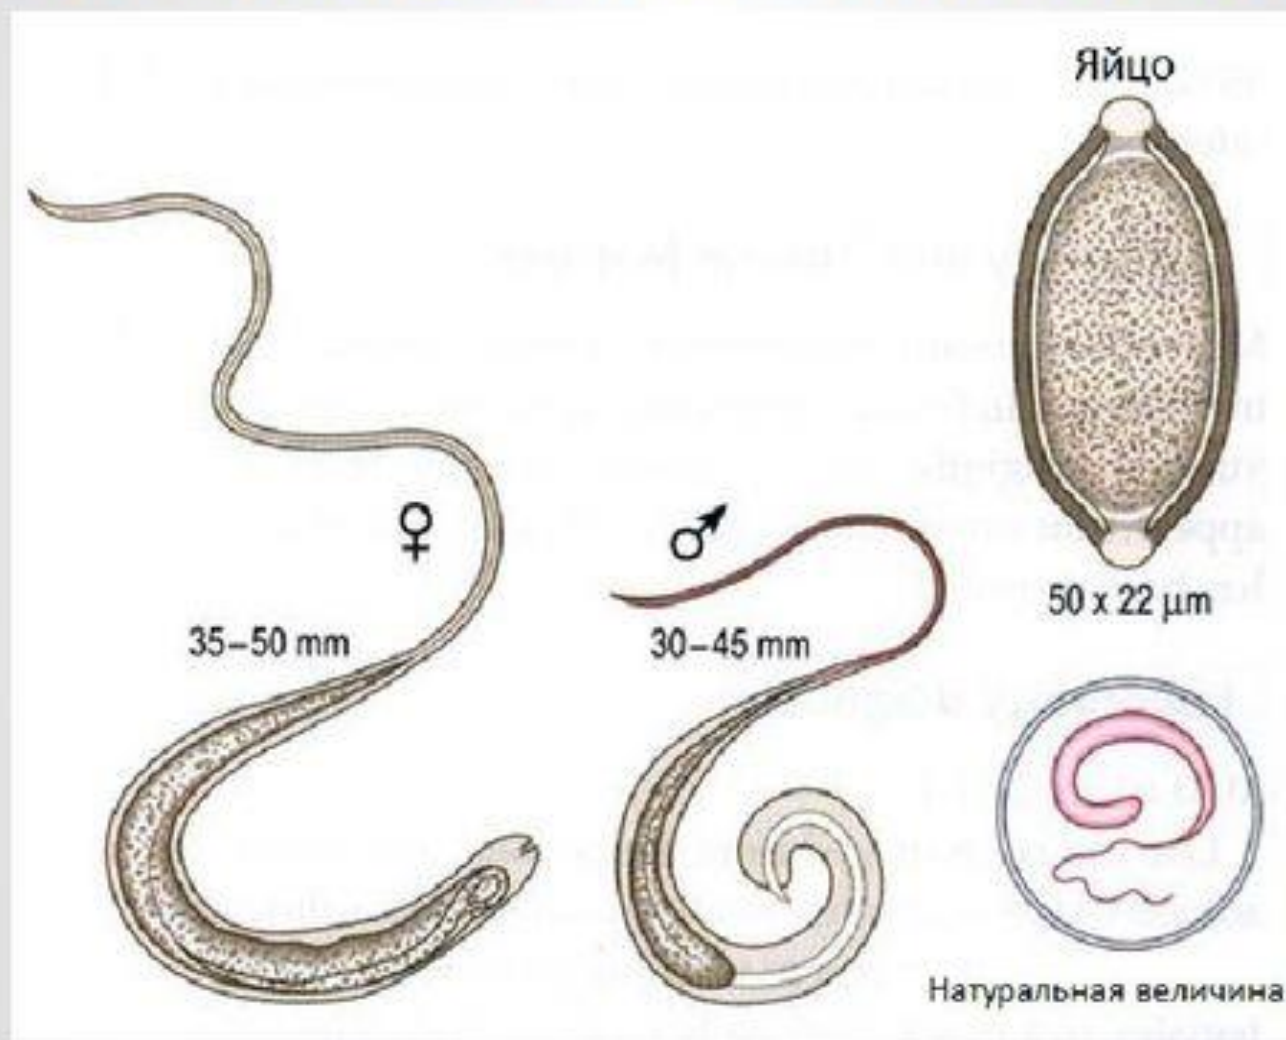 Яйцо
♀
♂
35–50 mm
30–45 mm
50 x 22 µm
Натуральная величина